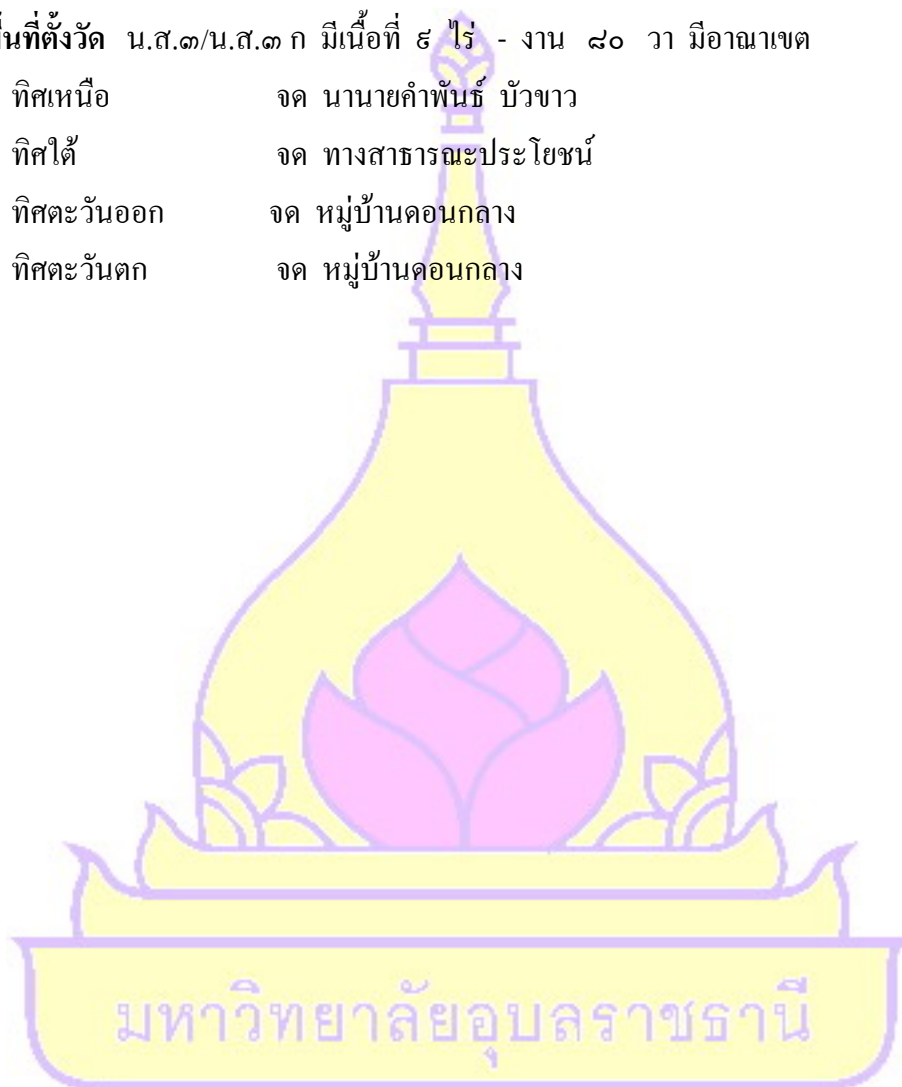 พื้นที่ตั้งวัด น.ส.๓/น.ส.๓ ก มีเนื้อที่ ๙ ไร่ - งาน ๘๐ วา มีอาณาเขต
ทิศเหนือ จด นานายคำพันธ์ บัวขาว
ทิศใต้ จด ทางสาธารณะประโยชน์
ทิศตะวันออก จด หมู่บ้านดอนกลาง
ทิศตะวันตก จด หมู่บ้านดอนกลาง
มหาวิทยาลัยอุบลราชธานี